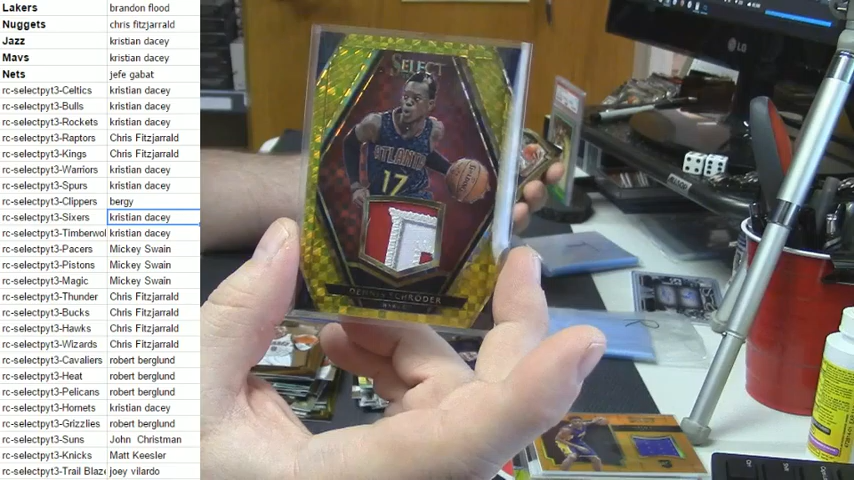 Lakers brandon flood
Nuggets chris fitzjarrald
Jazz kristian dacey
Mavs kristian dacey
Nets jefe gabat
rc-selectpyt3-Celtics kristian dacey
rc-selectpyt3-Bulls kristian dacey
rc-selectpyt3-Rockets kristian dacey
rc-selectpyt3-Raptors Chris Fitzjarrald
rc-selectpyt3-Kings Chris Fitzjarrald
rc-selectpyt3-Warriors kristian dacey
rc-selectpyt3-Spurs kristian dacey
rc-selectpyt3-Clippers bergy
rc-selectpyt3-Sixers kristian dacey
rc-selectpyt3-Timberwol kristian dacey
rc-selectpyt3-Pacers Mickey Swain
rc-selectpyt3-Pistons Mickey Swain
rc-selectpyt3-Magic Mickey Swain
rc-selectpyt3-Thunder Chris Fitzjarrald
rc-selectpyt3-Bucks Chris Fitzjarrald
rc-selectpyt3-Hawks Chris Fitzjarrald
rc-selectpyt3-Wizards Chris Fitzjarrald
rc-selectpyt3-Cavaliers robert berglund
rc-selectpyt3-Heat robert berglund
rc-selectpyt3-Pelicans robert berglund
rc-selectpyt3-Hornets kristian dacey
rc-selectpyt3-Grizzlies robert berglund
rc-selectpyt3-Suns John Christman
rc-selectpyt3-Knicks Matt Keesler
rc-selectpyt3-Trail Blaze joey vilardo
SELECT
ATLANTA
17
DENNIS SCHRODER
LG